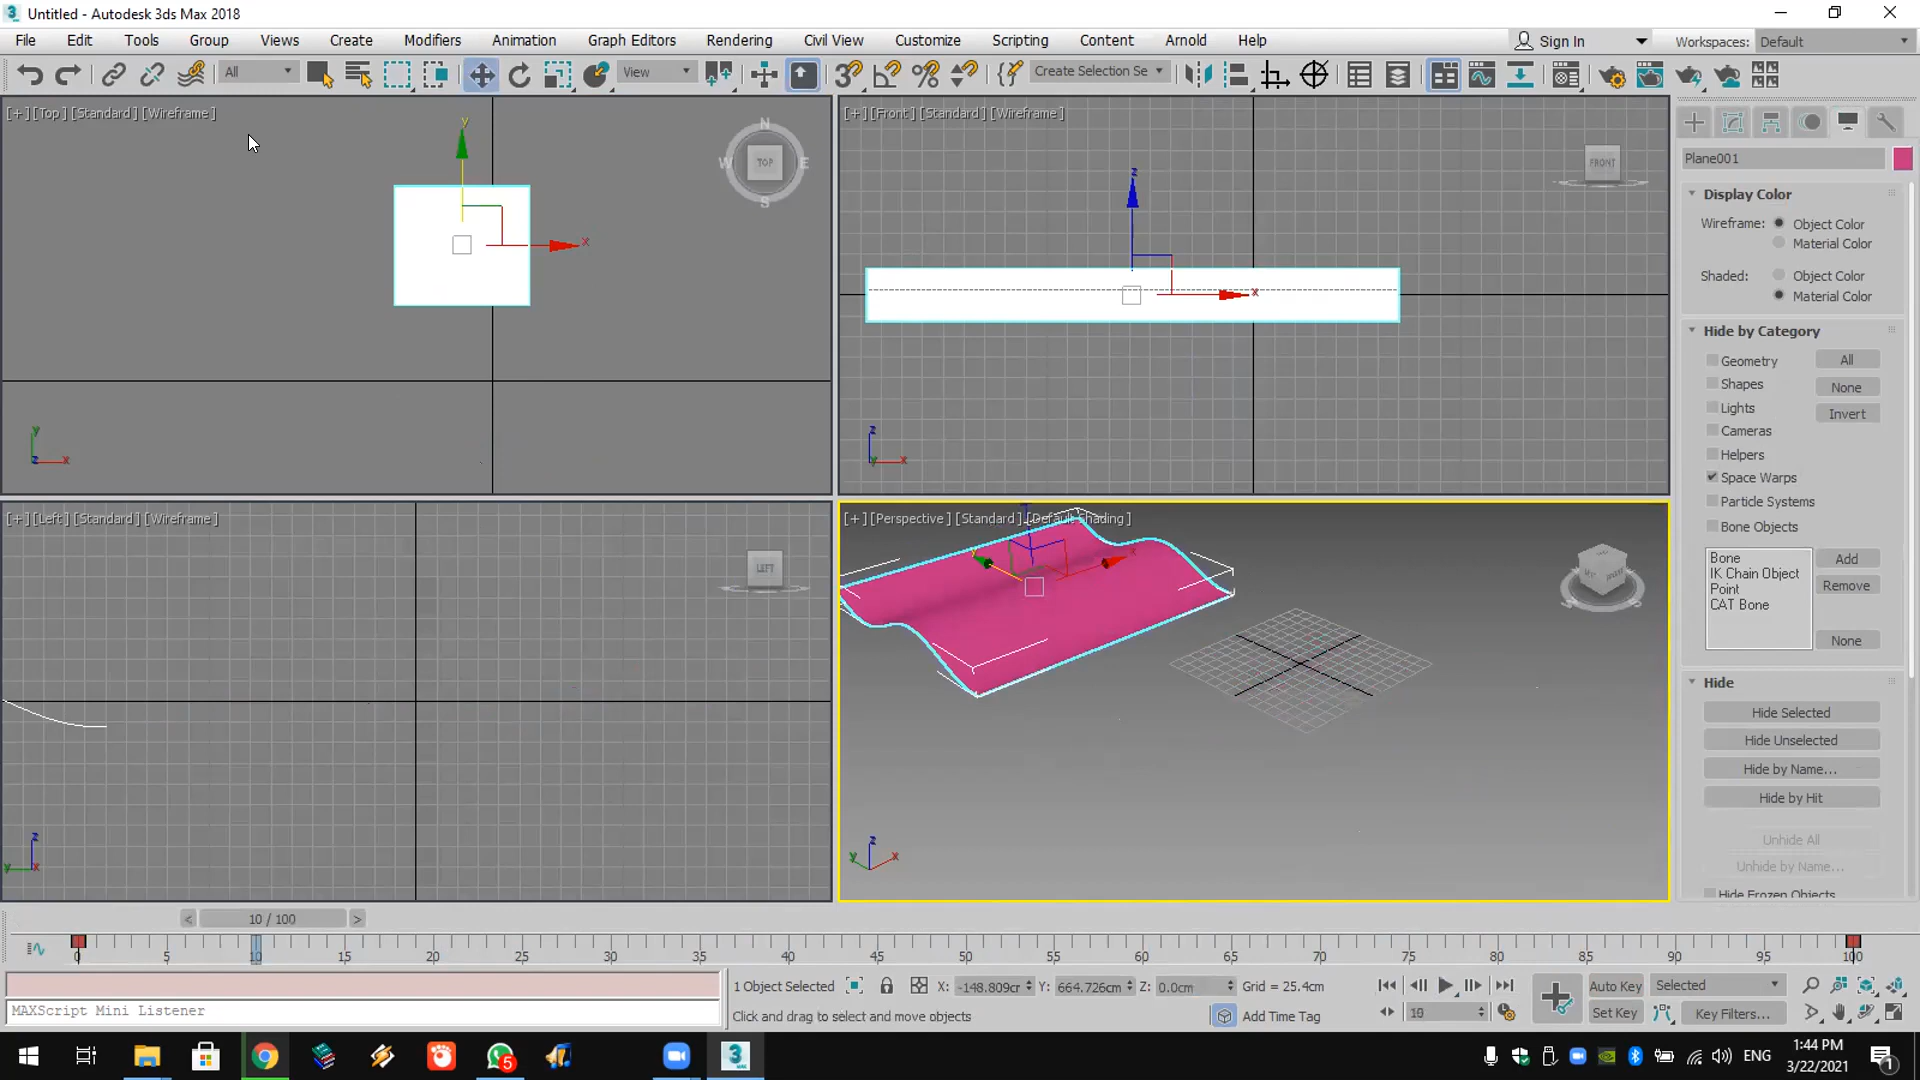 Untitled - Autodesk 3ds Max 2018
File Edit Tools Group Views Create Modifiers Animation Graph Editors Rendering Civil View Customize Scripting Content Arnold Help Sign In Workspaces: Default
All View Create Selection Se
[+] [Top] [Standard] [Wireframe]
[+] [Front] [Standard] [Wireframe]
N W E S TOP
FRONT
y x
z x
y z x
z y x
Plane001
Display Color
Wireframe: Object Color
Material Color
Shaded: Object Color
Material Color
Hide by Category
Geometry All
Shapes None
Lights Invert
Cameras
Helpers
Space Warps
Particle Systems
Bone Objects
Bone Add
IK Chain Object
Point Remove
CAT Bone
None
Hide
Hide Selected
Hide Unselected
Hide by Name...
Hide by Hit
Unhide All
Unhide by Name...
Hide Frozen Objects
[+] [Left] [Standard] [Wireframe]
[+] [Perspective] [Standard] [Default Shading]
LEFT
z y x
z y x
< 10 / 100 >
0 5 10 15 20 25 30 35 40 45 50 55 60 65 70 75 80 85 90 95 100
1 Object Selected X: -148.809cr Y: 664.726cm Z: 0.0cm Grid = 25.4cm Auto Key Selected
MAXScript Mini Listener Click and drag to select and move objects Add Time Tag 10 Set Key Key Filters...
5 3 MAX ENG 1:44 PM
3/22/2021 1